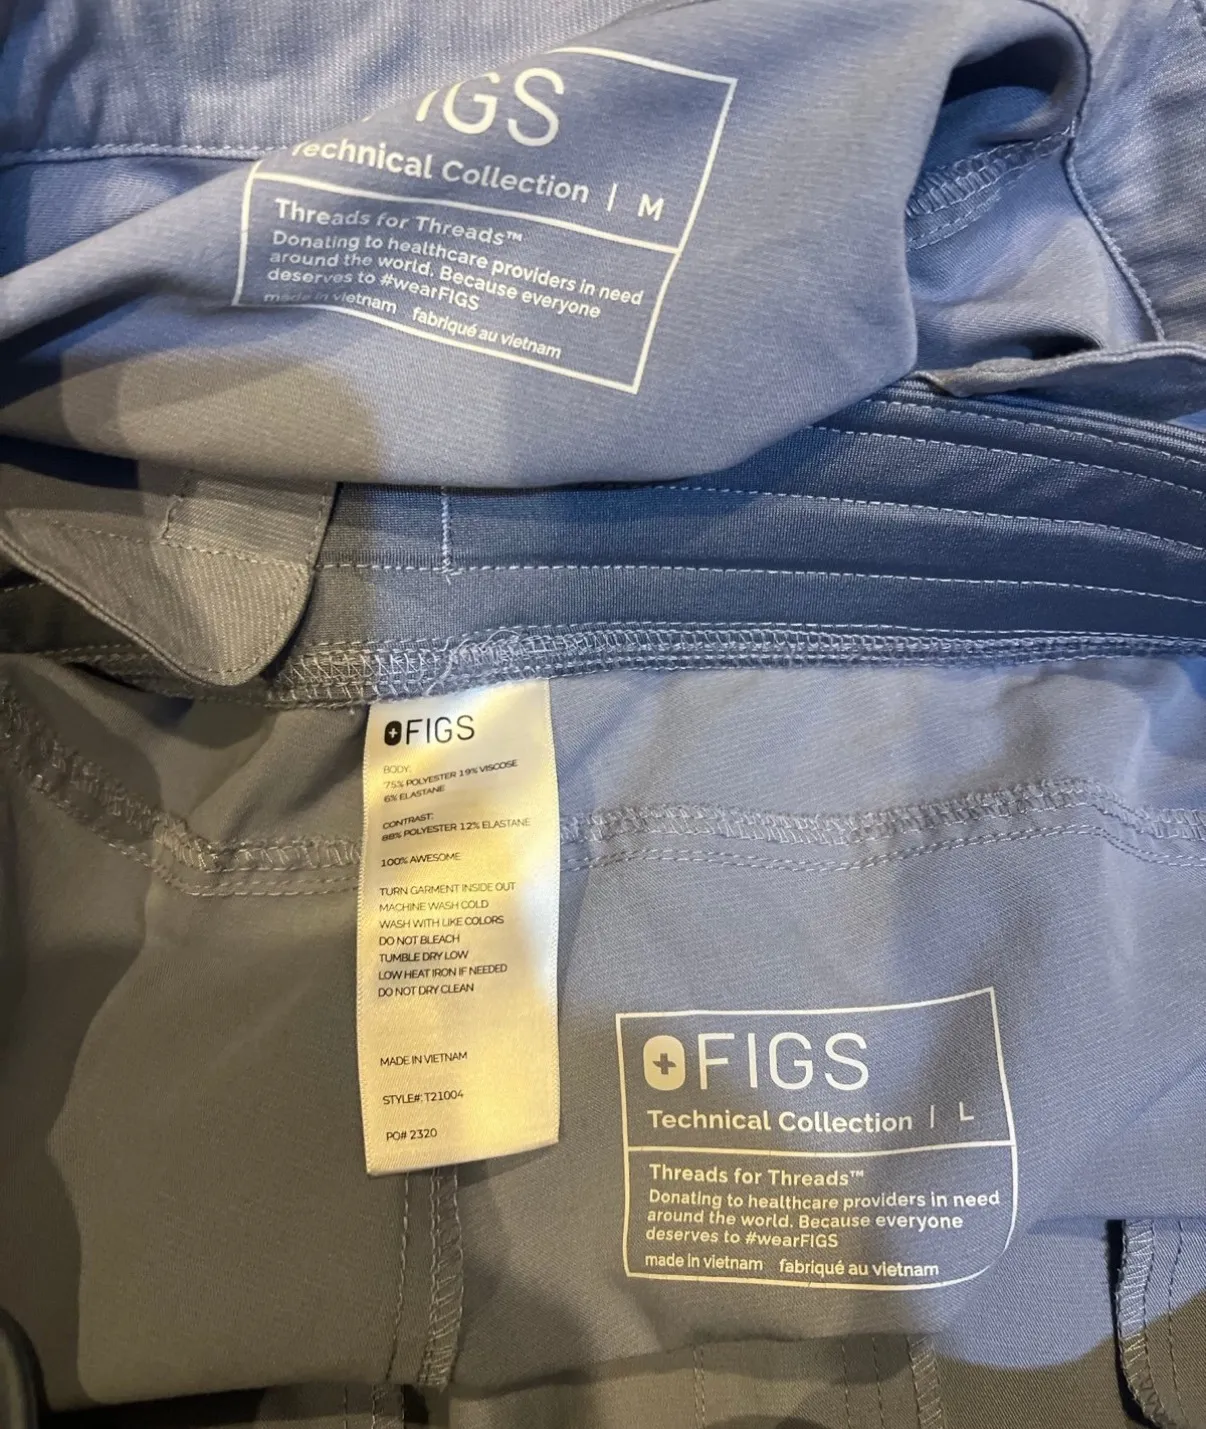 FIGS
Technical Collection | M
Threads for Threads™
Donating to healthcare providers in need
around the world. Because everyone
deserves to #wearFIGS
made in vietnam fabriqué au vietnam
FIGS
BODY:
75% POLYESTER 19% VISCOSE
6% ELASTANE
CONTRAST:
88% POLYESTER 12% ELASTANE
100% AWESOME
TURN GARMENT INSIDE OUT
MACHINE WASH COLD
WASH WITH LIKE COLORS
DO NOT BLEACH
TUMBLE DRY LOW
LOW HEAT IRON IF NEEDED
DO NOT DRY CLEAN
MADE IN VIETNAM
STYLE#: T21004
PO# 2320
FIGS
Technical Collection | L
Threads for Threads™
Donating to healthcare providers in need
around the world. Because everyone
deserves to #wearFIGS
made in vietnam fabriqué au vietnam